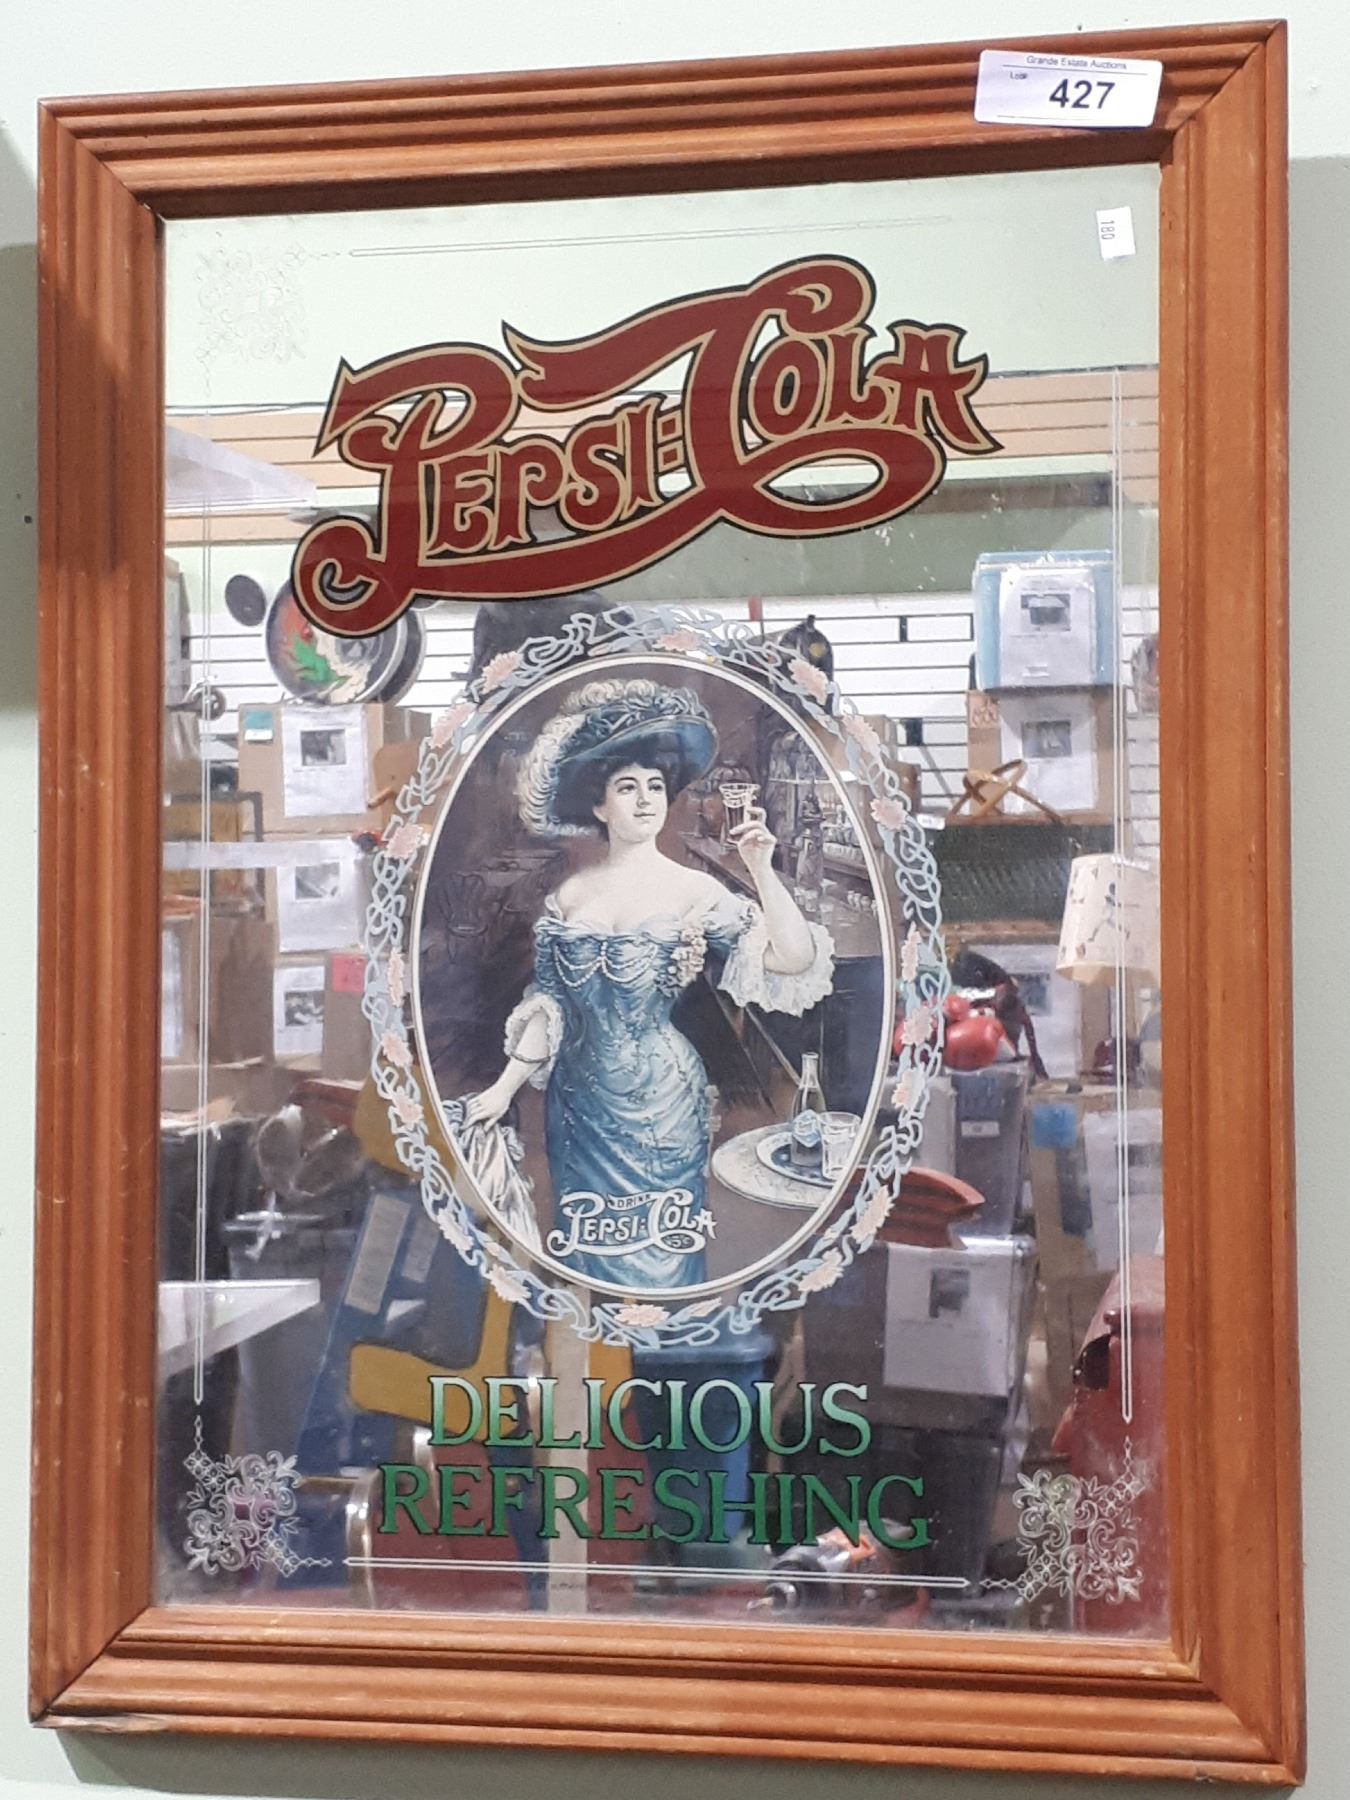 Grande Estate Auctions
Lot#
427
180
PEPSI:COLA
DRINK
PEPSI:COLA
5¢
DELICIOUS
REFRESHING